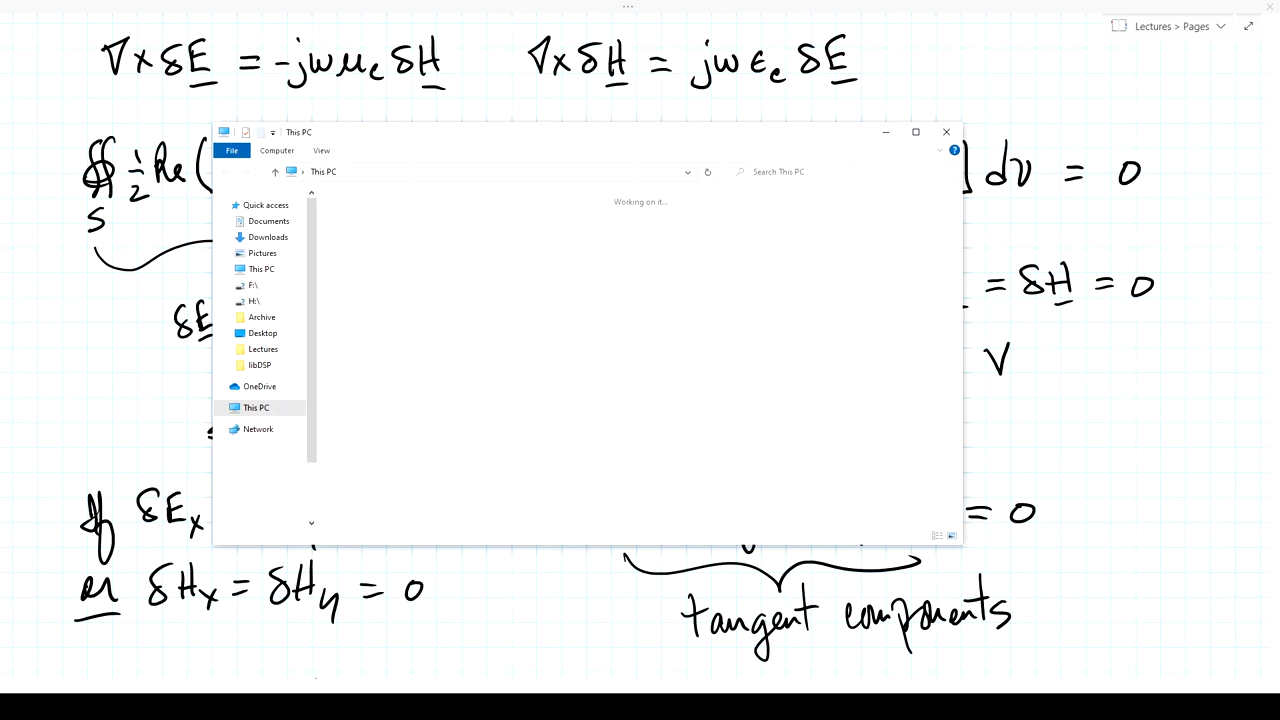 ...
Lectures > Pages
∇×δE = -jωμc δH   ∇×δH = jωϵc δE
This PC
File Computer View
This PC
Search This PC
∯ 1/2 Re( ] dv = 0
S
Working on it...
Quick access
Documents
Downloads
Pictures
This PC
F:\
H:\
Archive
Desktop
Lectures
libDSP
OneDrive
This PC
Network
δE = δH = 0
V
=
If δEx = 0
or δHx = δHy = 0
tangent components